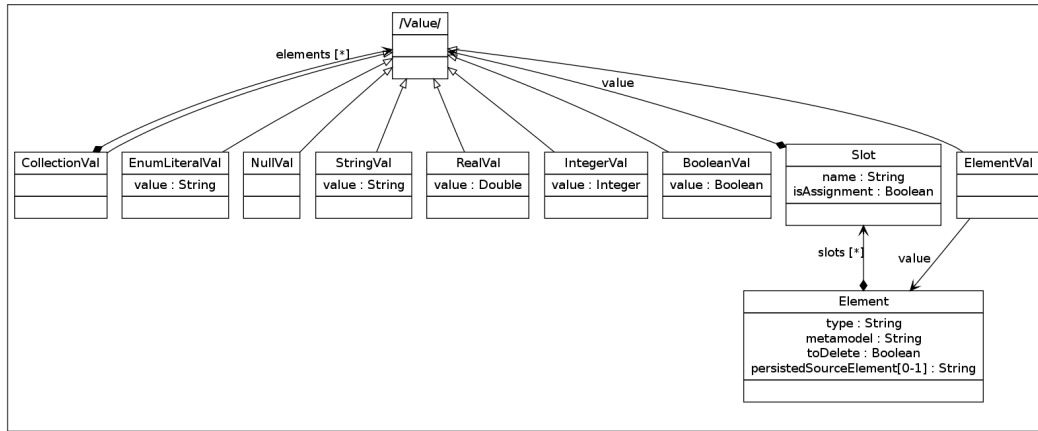 /Value/
elements [*]
value
CollectionVal
EnumLiteralVal
value : String
NullVal
StringVal
value : String
RealVal
value : Double
IntegerVal
value : Integer
BooleanVal
value : Boolean
Slot
name : String
isAssignment : Boolean
ElementVal
slots [*]
value
Element
type : String
metamodel : String
toDelete : Boolean
persistedSourceElement[0-1] : String